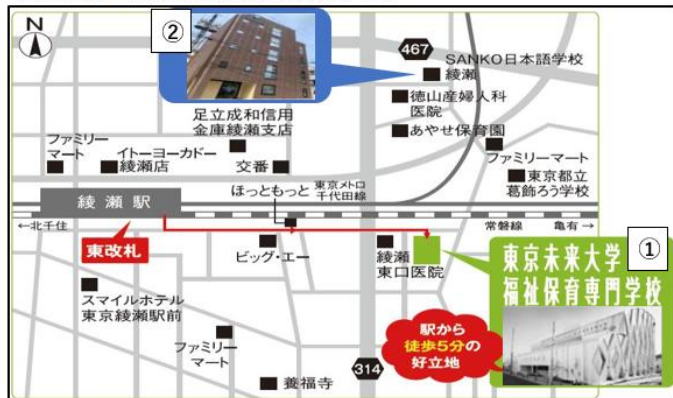 N
②
467
SANKO日本語学校
綾瀬
徳山産婦人科
医院
あやせ保育園
足立成和信用
金庫綾瀬支店
ファミリー
マート
イトーヨーカドー
綾瀬店
交番
ファミリーマート
東京都立
葛飾ろう学校
綾瀬駅
ほっともっと
東京メトロ
千代田線
←北千住
常磐線
亀有→
東改札
ビッグ・エー
綾瀬
東口医院
①
東京未来大学
福祉保育専門学校
スマイルホテル
東京綾瀬駅前
ファミリー
マート
駅から
徒歩5分の
好立地
314
養福寺